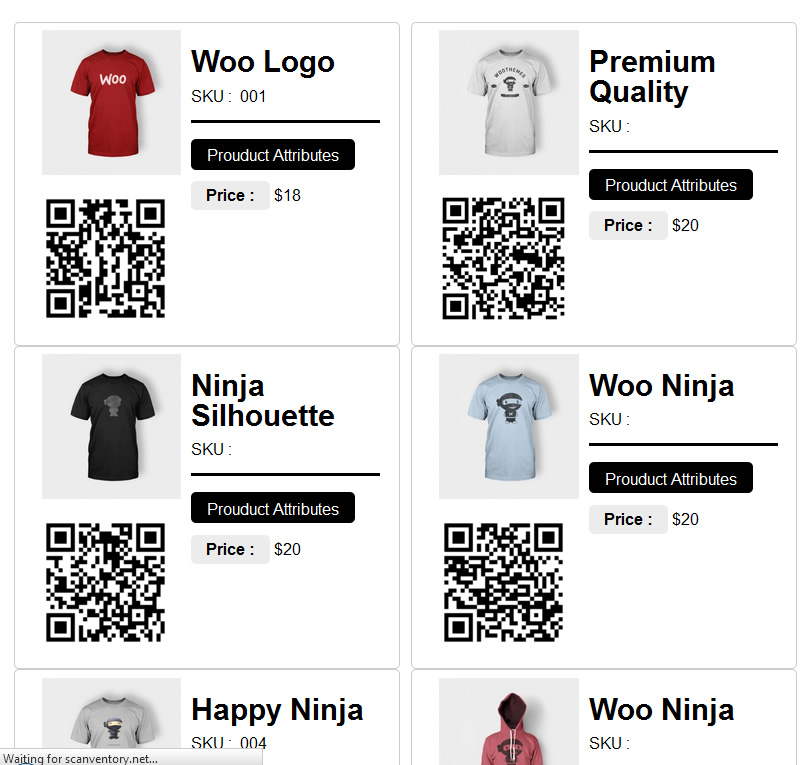 WOO
Woo Logo
SKU : 001
Prouduct Attributes
Price : $18
WOOTHEMES
Premium
Quality
SKU :
Prouduct Attributes
Price : $20
Ninja
Silhouette
SKU :
Prouduct Attributes
Price : $20
Woo Ninja
SKU :
Prouduct Attributes
Price : $20
Happy Ninja
SKU : 004
Woo Ninja
SKU :
Waiting for scanventory.net...